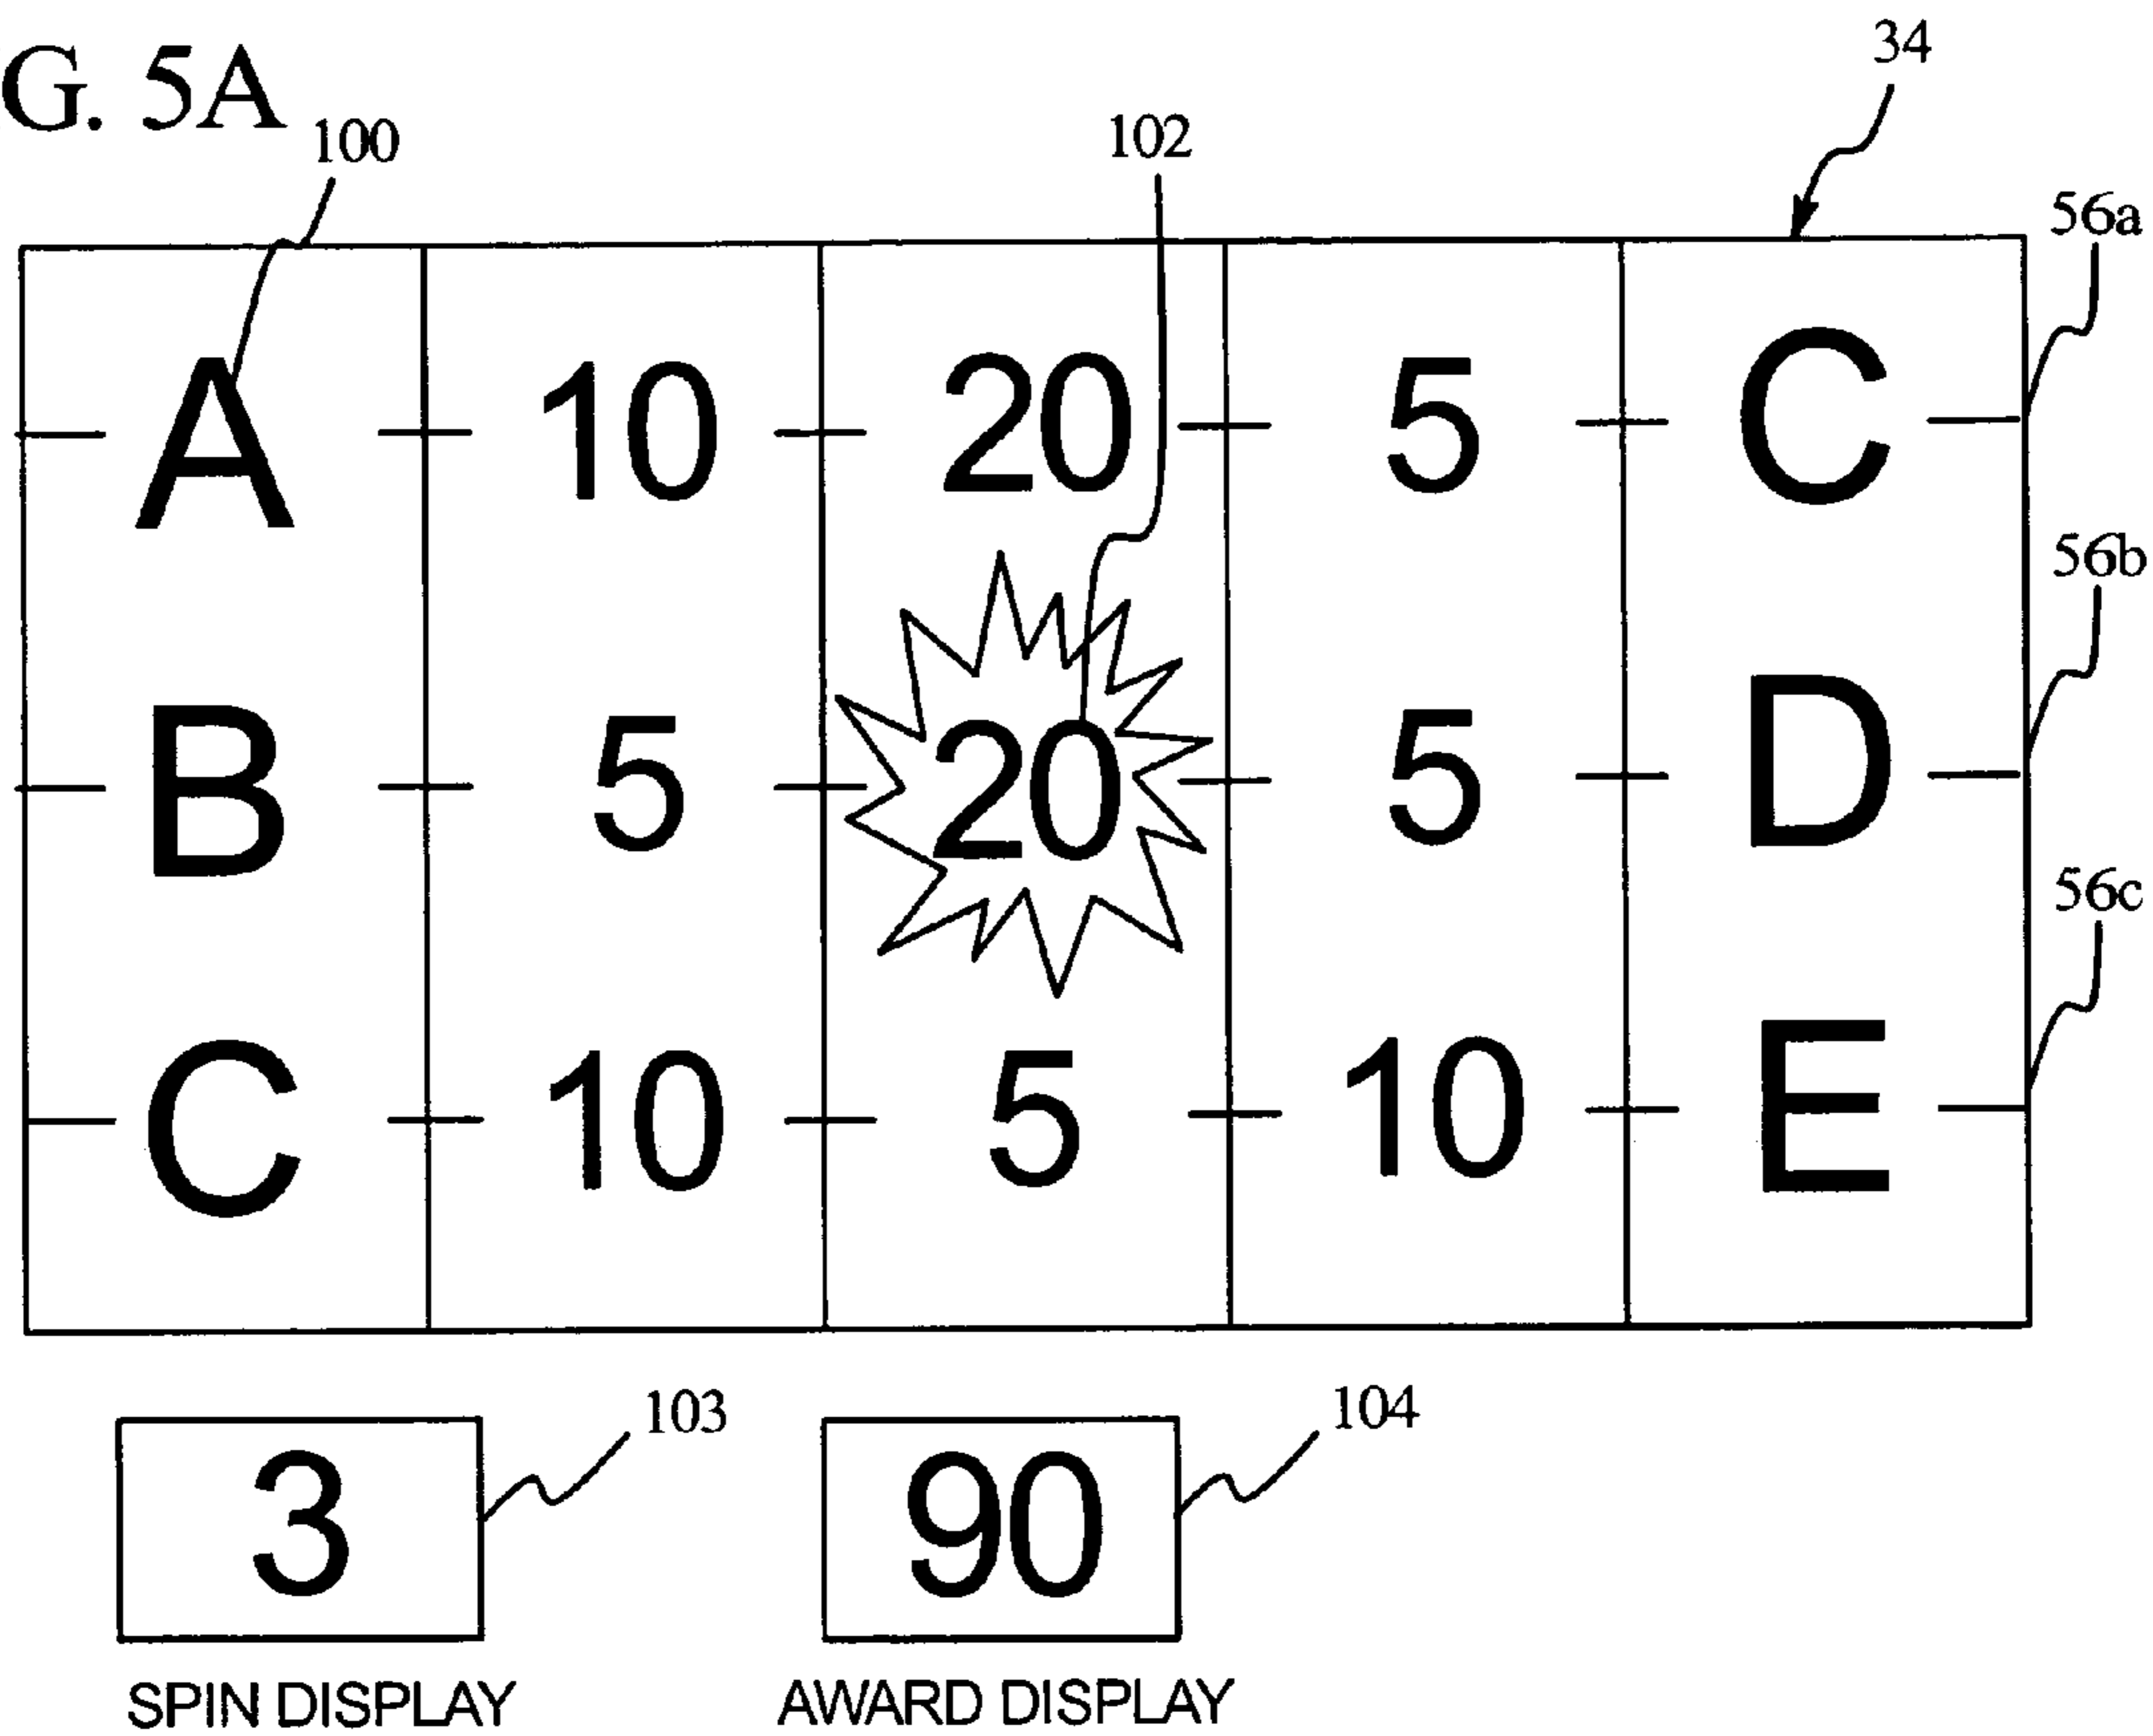 G. 5A
34
100
102
56a
A 10 20 5 C
56b
B 5 20 5 D
56c
C 10 5 10 E
103
104
3
90
SPIN DISPLAY
AWARD DISPLAY